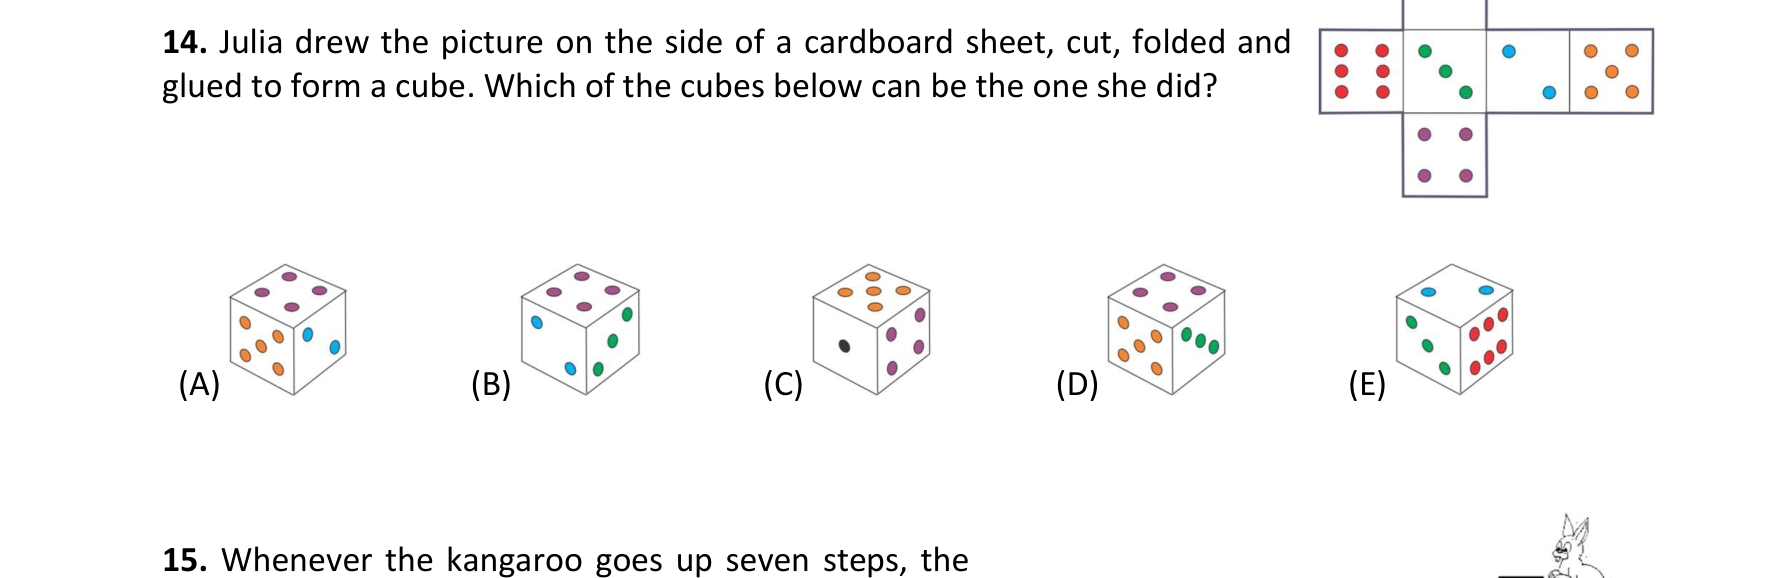 14. Julia drew the picture on the side of a cardboard sheet, cut, folded and
glued to form a cube. Which of the cubes below can be the one she did?
(A) (B) (C) (D) (E)
15. Whenever the kangaroo goes up seven steps, the